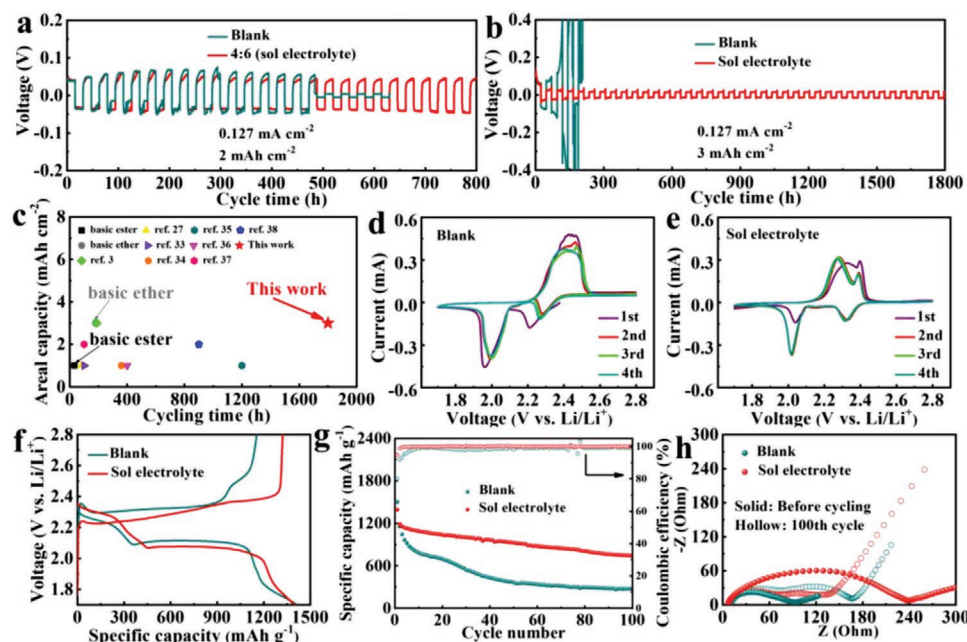 a
Blank
4:6 (sol electrolyte)
0.127 mA cm-2
2 mAh cm-2
Voltage (V)
0.2
0.1
0.0
-0.1
-0.2
0 100 200 300 400 500 600 700 800
Cycle time (h)
b
Blank
Sol electrolyte
0.127 mA cm-2
3 mAh cm-2
Voltage (V)
0.4
0.2
0.0
-0.2
-0.4
0 300 600 900 1200 1500 1800
Cycle time (h)
c
basic ester ref. 27 ref. 35 ref. 38
basic ether ref. 33 ref. 36 This work
ref. 3 ref. 34 ref. 37
basic ether
This work
basic ester
Areal capacity (mAh cm-2)
8
6
4
2
0
0 400 800 1200 1600 2000
Cycling time (h)
d
Blank
1st
2nd
3rd
4th
Current (mA)
0.6
0.3
0.0
-0.3
-0.6
1.8 2.0 2.2 2.4 2.6 2.8
Voltage (V vs. Li/Li+)
e
Sol electrolyte
1st
2nd
3rd
4th
Current (mA)
0.6
0.3
0.0
-0.3
-0.6
1.8 2.0 2.2 2.4 2.6 2.8
Voltage (V vs. Li/Li+)
f
Blank
Sol electrolyte
Voltage (V vs. Li/Li+)
2.8
2.6
2.4
2.2
2.0
1.8
0 300 600 900 1200 1500
Specific capacity (mAh g-1)
g
Blank
Sol electrolyte
Specific capacity (mAh g-1)
2400
1800
1200
600
0
100
80
60
40
20
0
Coulombic efficiency (%)
0 20 40 60 80 100
Cycle number
h
Blank
Sol electrolyte
Solid: Before cycling
Hollow: 100th cycle
-Z (Ohm)
300
240
180
120
60
0
0 60 120 180 240 300
Z (Ohm)